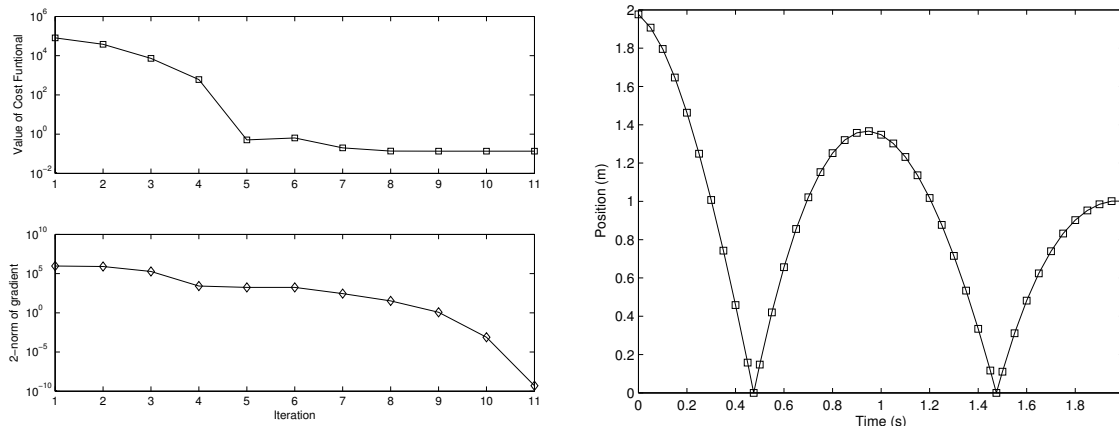 Value of Cost Funtional
10^6
10^4
10^2
10^0
10^-2
1 2 3 4 5 6 7 8 9 10 11
2−norm of gradient
10^10
10^5
10^0
10^-5
10^-10
1 2 3 4 5 6 7 8 9 10 11
Iteration
Position (m)
2
1.8
1.6
1.4
1.2
1
0.8
0.6
0.4
0.2
0
0 0.2 0.4 0.6 0.8 1 1.2 1.4 1.6 1.8
Time (s)